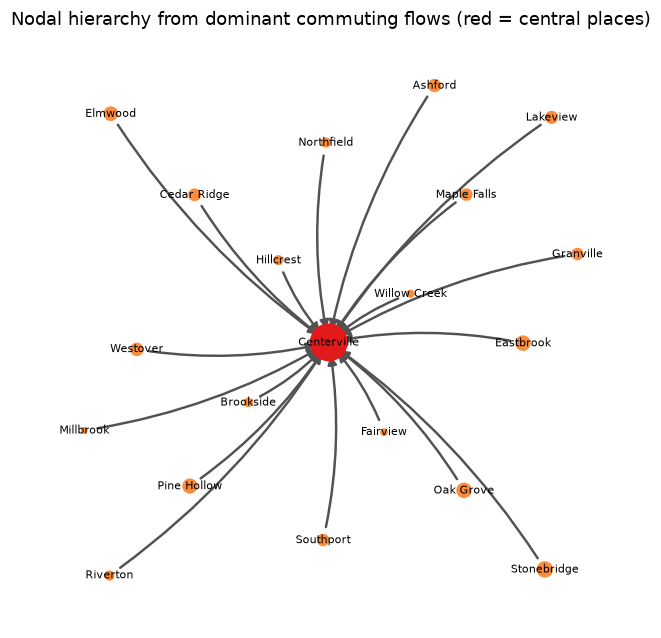 Nodal hierarchy from dominant commuting flows (red = central places)
Ashford
Elmwood
Lakeview
Northfield
Cedar Ridge
Maple Falls
Granville
Hillcrest
Willow Creek
Centerville
Eastbrook
Westover
Brookside
Millbrook
Fairview
Pine Hollow
Oak Grove
Southport
Stonebridge
Riverton